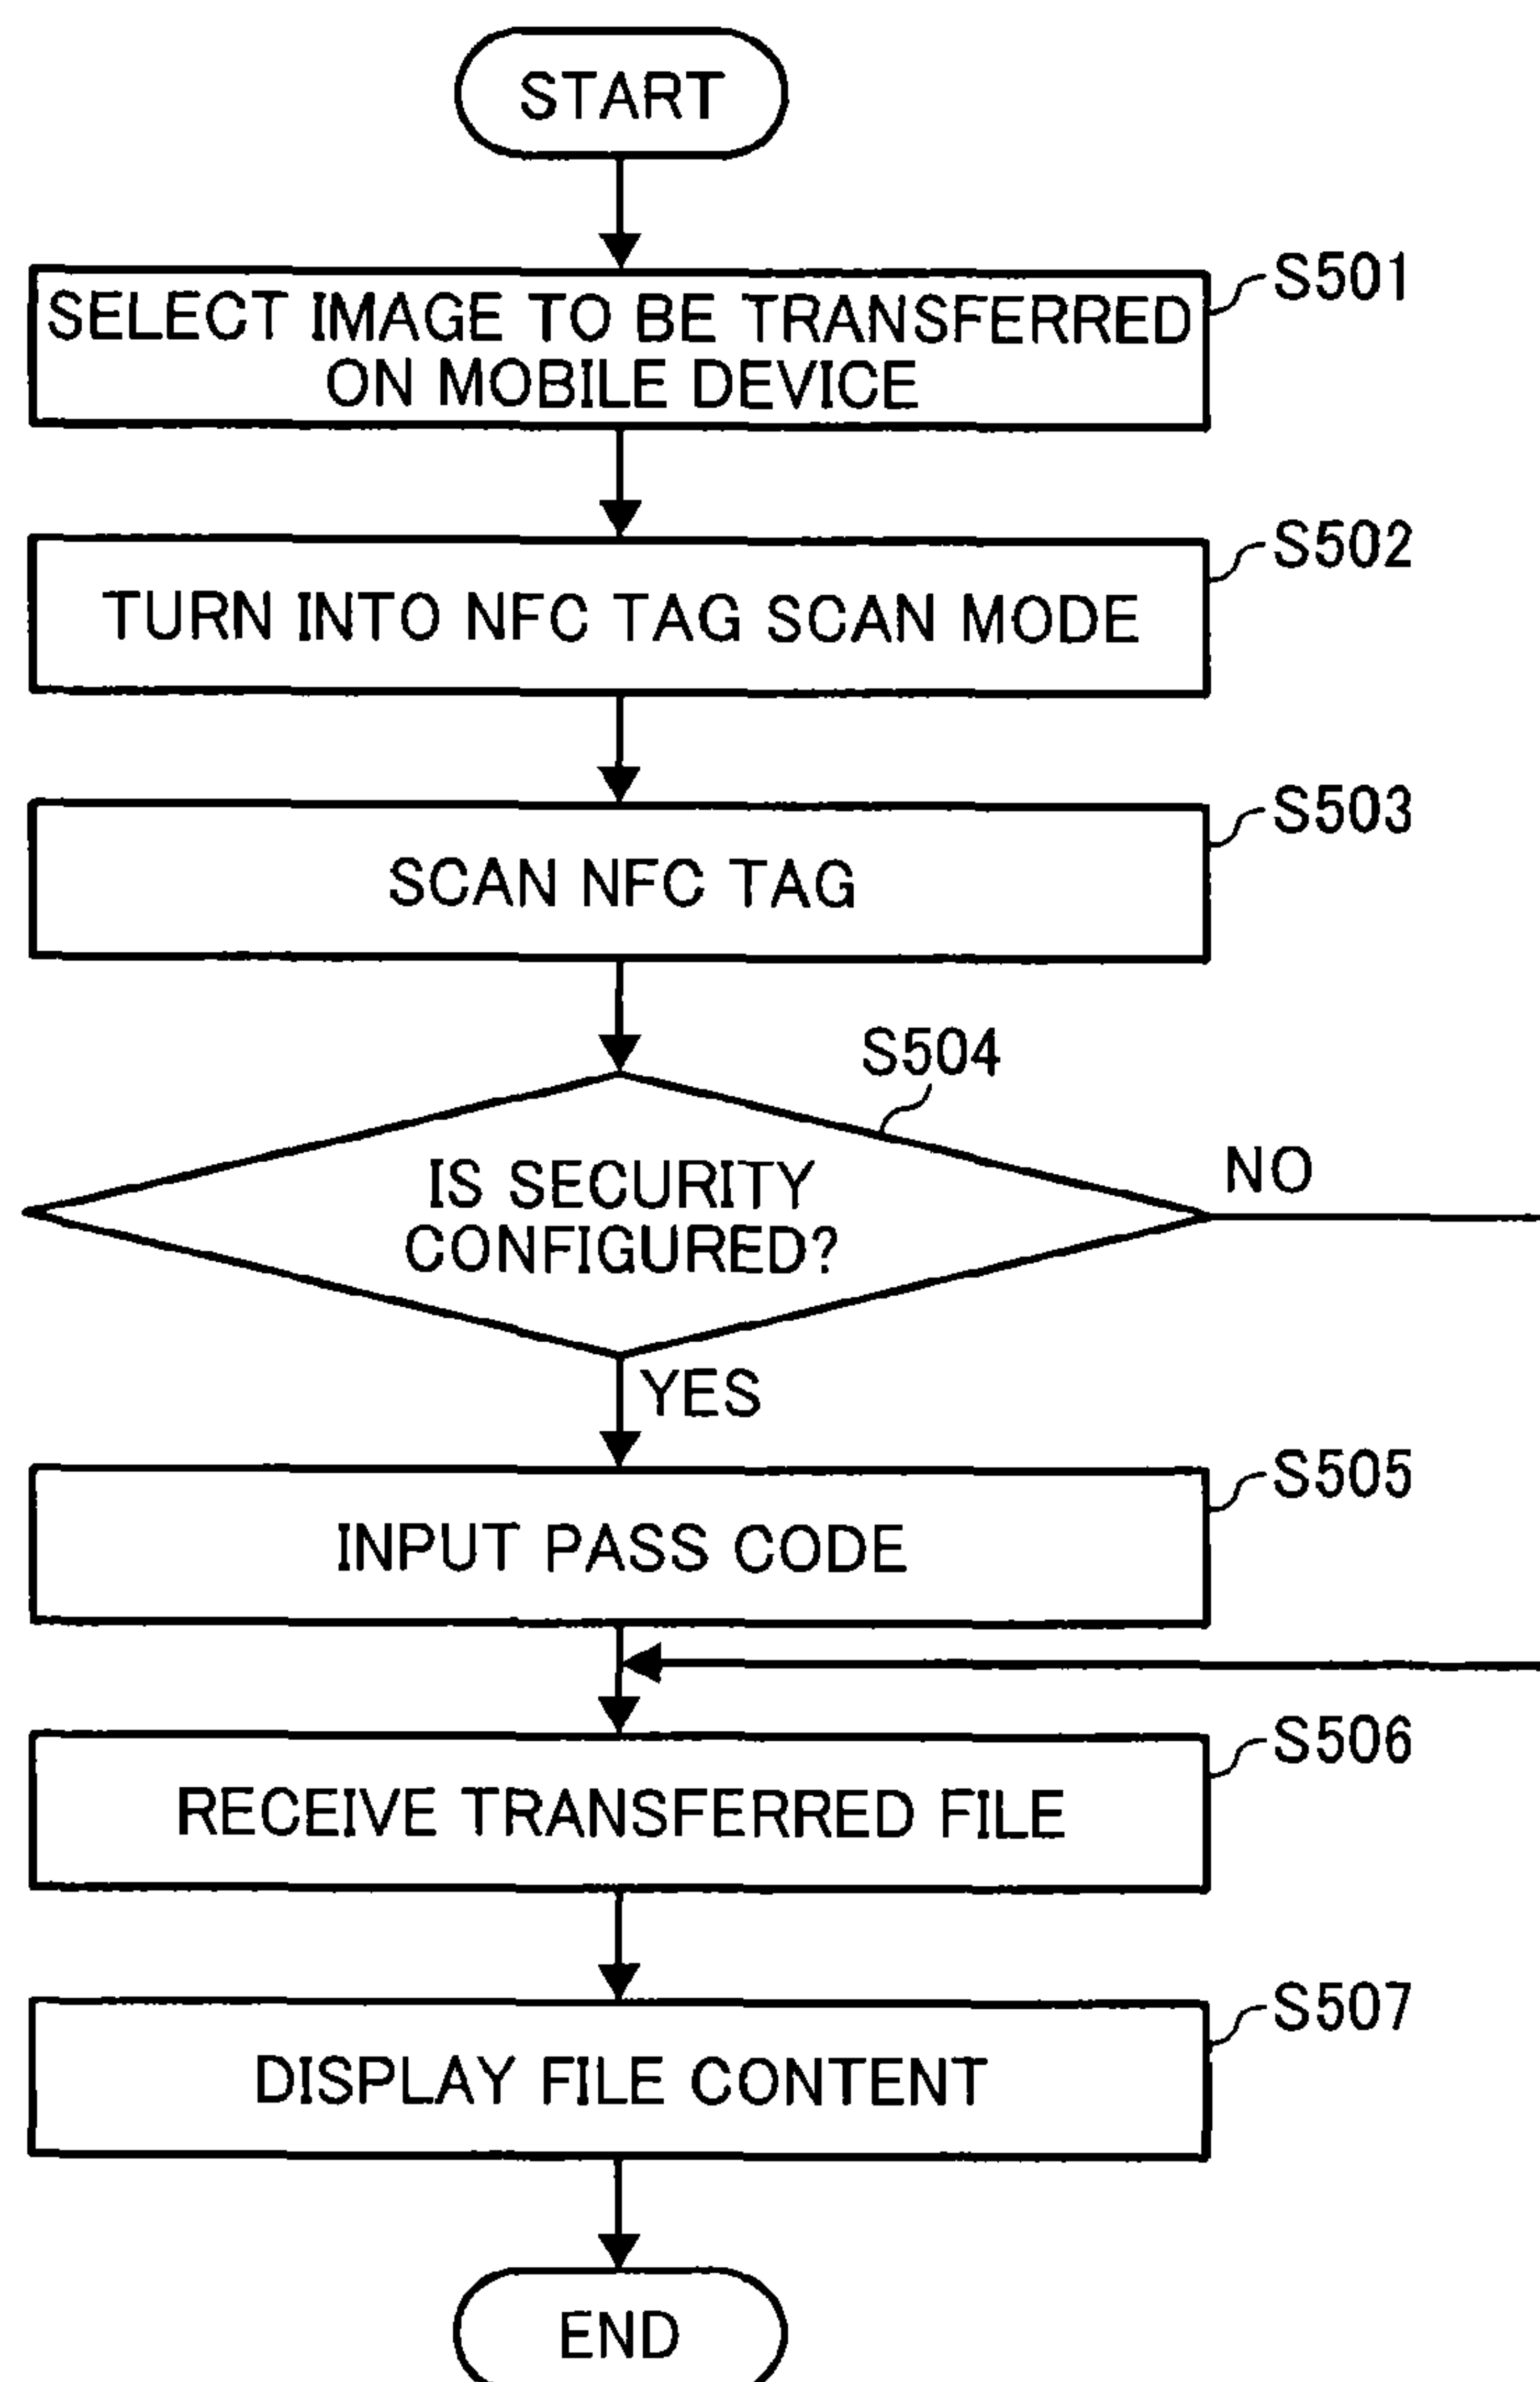 START
S501
SELECT IMAGE TO BE TRANSFERRED
ON MOBILE DEVICE
S502
TURN INTO NFC TAG SCAN MODE
S503
SCAN NFC TAG
S504
IS SECURITY
CONFIGURED?
NO
YES
S505
INPUT PASS CODE
S506
RECEIVE TRANSFERRED FILE
S507
DISPLAY FILE CONTENT
END